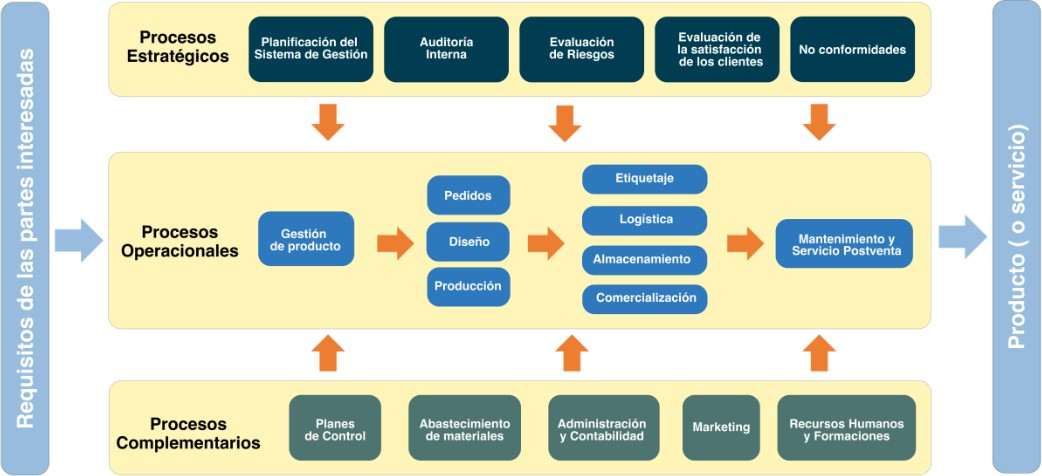 Requisitos de las partes interesadas
Procesos
Estratégicos
Planificación del
Sistema de Gestión
Auditoría
Interna
Evaluación
de Riesgos
Evaluación de
la satisfacción
de los clientes
No conformidades
Procesos
Operacionales
Gestión
de producto
Pedidos
Diseño
Producción
Etiquetaje
Logística
Almacenamiento
Comercialización
Mantenimiento y
Servicio Postventa
Procesos
Complementarios
Planes
de Control
Abastecimiento
de materiales
Administración
y Contabilidad
Marketing
Recursos Humanos
y Formaciones
Producto ( o servicio)